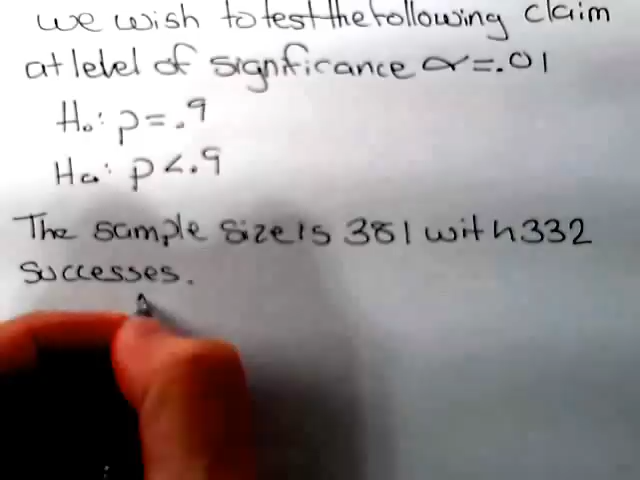 we wish to test the following claim
at level of significance α=.01
H₀: p=.9
Ha: p<.9
The sample size is 381 with 332
successes.